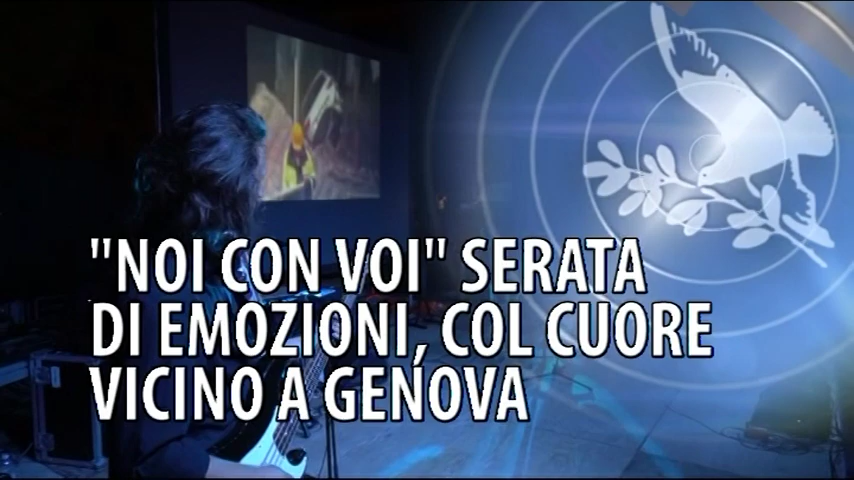 "NOI CON VOI" SERATA
DI EMOZIONI, COL CUORE
VICINO A GENOVA